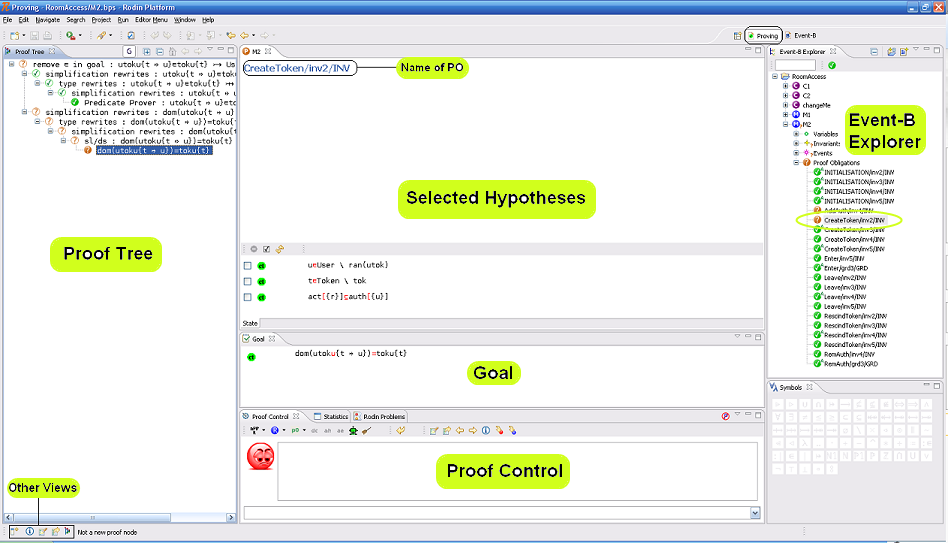 Proving - RoomAccess/M2.bps - Rodin Platform
File Edit Navigate Search Project Run Editor Menu Window Help
Proving Event-B
Proof Tree
G
remove ∈ in goal : utoku{t ↦ u}∈toku{t} ↣ Us
simplification rewrites : utoku{t ↦ u}∈toku{
type rewrites : utoku{t ↦ u}∈toku{t}
simplification rewrites : utoku{t ↦ u
Predicate Prover : utoku{t ↦ u}∈to
simplification rewrites : dom(utoku{t ↦ u}
type rewrites : dom(utoku{t ↦ u})=toku{t
simplification rewrites : dom(utoku{t
sl/ds : dom(utoku{t ↦ u})=toku{t}
dom(utoku{t ↦ u})=toku{t}
Proof Tree
Other Views
Not a new proof node
M2
CreateToken/inv2/INV
Name of PO
Selected Hypotheses
ct u∈User \ ran(utok)
ct t∈Token \ tok
ct act[{r}]⊆auth[{u}]
State
Goal
ct dom(utoku{t ↦ u})=toku{t}
Goal
Proof Control Statistics Rodin Problems
Proof Control
Event-B Explorer
RoomAccess
C1
C2
changeMe
M1
M2
Variables
Invariants
Events
Proof Obligations
INITIALISATION/inv2/INV
INITIALISATION/inv3/INV
INITIALISATION/inv4/INV
INITIALISATION/inv5/INV
AddAuth/inv4/INV
CreateToken/inv2/INV
CreateToken/inv3/INV
CreateToken/inv4/INV
CreateToken/inv5/INV
Enter/inv5/INV
Enter/grd3/GRD
Leave/inv2/INV
Leave/inv3/INV
Leave/inv4/INV
Leave/inv5/INV
RescindToken/inv2/INV
RescindToken/inv3/INV
RescindToken/inv4/INV
RescindToken/inv5/INV
RemAuth/inv4/INV
RemAuth/grd3/GRD
Event-B
Explorer
Symbols